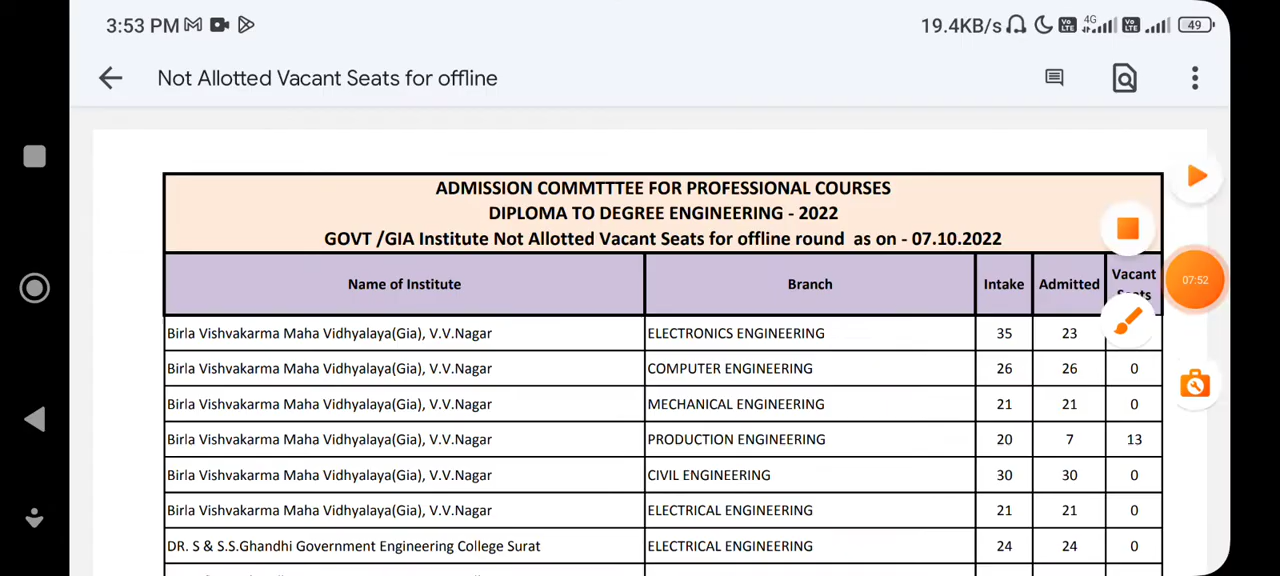 3:53 PM 19.4KB/s Vo LTE 4G Vo LTE 49
Not Allotted Vacant Seats for offline
ADMISSION COMMTTTEE FOR PROFESSIONAL COURSES
DIPLOMA TO DEGREE ENGINEERING - 2022
GOVT /GIA Institute Not Allotted Vacant Seats for offline round as on - 07.10.2022
Name of Institute Branch Intake Admitted Vacant
07:52
Birla Vishvakarma Maha Vidhyalaya(Gia), V.V.Nagar ELECTRONICS ENGINEERING 35 23
Birla Vishvakarma Maha Vidhyalaya(Gia), V.V.Nagar COMPUTER ENGINEERING 26 26 0
Birla Vishvakarma Maha Vidhyalaya(Gia), V.V.Nagar MECHANICAL ENGINEERING 21 21 0
Birla Vishvakarma Maha Vidhyalaya(Gia), V.V.Nagar PRODUCTION ENGINEERING 20 7 13
Birla Vishvakarma Maha Vidhyalaya(Gia), V.V.Nagar CIVIL ENGINEERING 30 30 0
Birla Vishvakarma Maha Vidhyalaya(Gia), V.V.Nagar ELECTRICAL ENGINEERING 21 21 0
DR. S & S.S.Ghandhi Government Engineering College Surat ELECTRICAL ENGINEERING 24 24 0